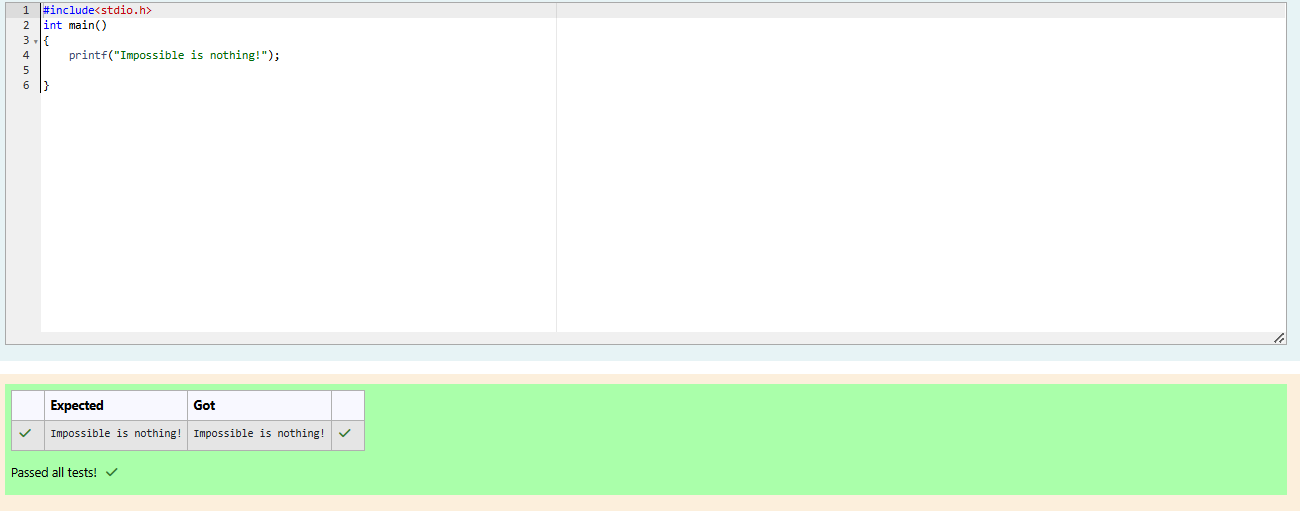 1 #include<stdio.h>
2 int main()
3 {
4     printf("Impossible is nothing!");
5
6 }
Expected Got
Impossible is nothing! Impossible is nothing!
Passed all tests!